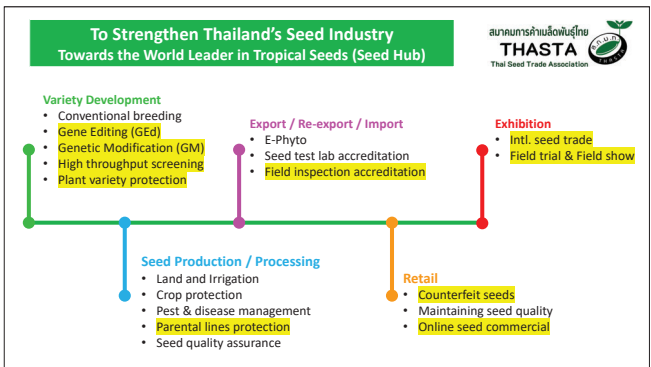 To Strengthen Thailand's Seed Industry
Towards the World Leader in Tropical Seeds (Seed Hub)
สมาคมการค้าเมล็ดพันธุ์ไทย
THASTA
Thai Seed Trade Association
ส.ก.ม.ท.
THASTA
Variety Development
• Conventional breeding
• Gene Editing (GEd)
• Genetic Modification (GM)
• High throughput screening
• Plant variety protection
Export / Re-export / Import
• E-Phyto
• Seed test lab accreditation
• Field inspection accreditation
Exhibition
• Intl. seed trade
• Field trial & Field show
Seed Production / Processing
• Land and Irrigation
• Crop protection
• Pest & disease management
• Parental lines protection
• Seed quality assurance
Retail
• Counterfeit seeds
• Maintaining seed quality
• Online seed commercial